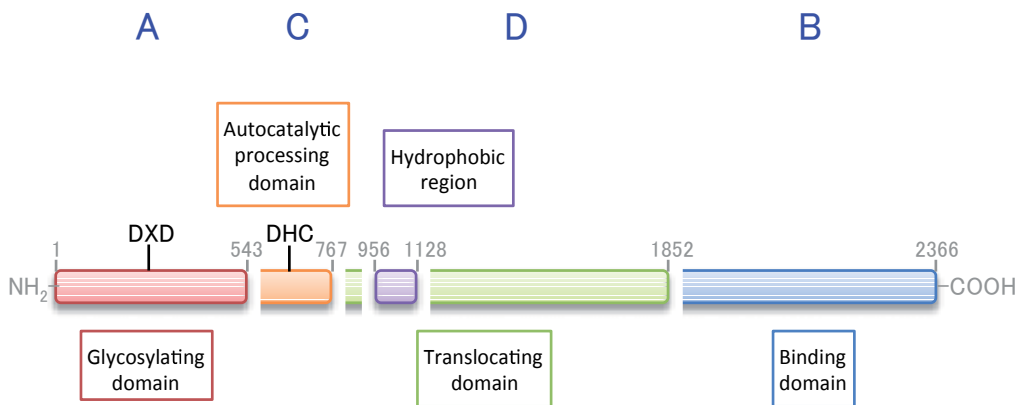 A C D B
Autocatalytic
processing
domain
Hydrophobic
region
DXD DHC
1 543 767 956 1128 1852 2366
NH2 COOH
Glycosylating
domain
Translocating
domain
Binding
domain